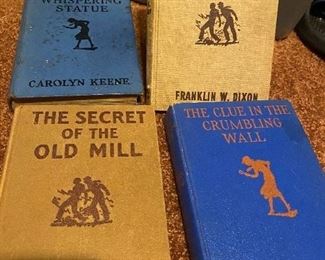 WHISPERING
STATUE
CAROLYN KEENE
FRANKLIN W. DIXON
THE SECRET
OF THE
OLD MILL
THE CLUE IN THE
CRUMBLING
WALL